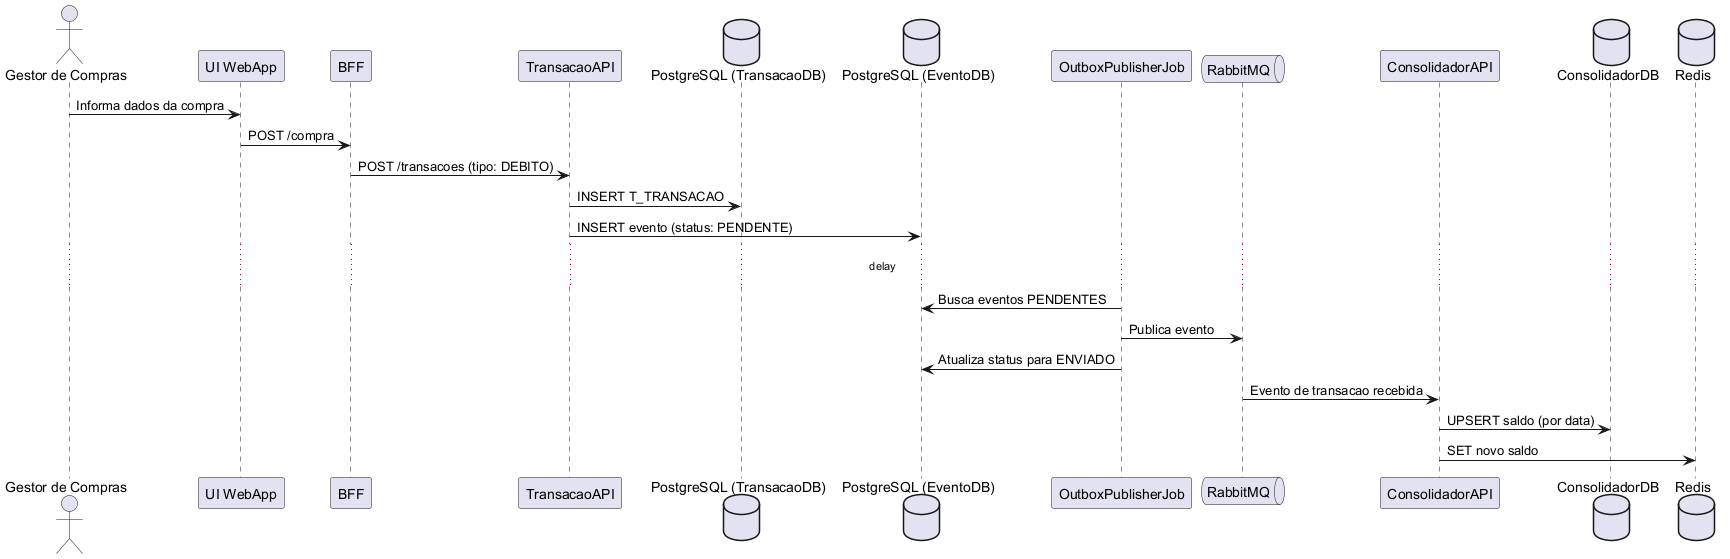 Gestor de Compras
UI WebApp
BFF
TransacaoAPI
PostgreSQL (TransacaoDB)
PostgreSQL (EventoDB)
OutboxPublisherJob
RabbitMQ
ConsolidadorAPI
ConsolidadorDB
Redis
Informa dados da compra
POST /compra
POST /transacoes (tipo: DEBITO)
INSERT T_TRANSACAO
INSERT evento (status: PENDENTE)
delay
Busca eventos PENDENTES
Publica evento
Atualiza status para ENVIADO
Evento de transacao recebida
UPSERT saldo (por data)
SET novo saldo
Gestor de Compras
UI WebApp
BFF
TransacaoAPI
PostgreSQL (TransacaoDB)
PostgreSQL (EventoDB)
OutboxPublisherJob
RabbitMQ
ConsolidadorAPI
ConsolidadorDB
Redis